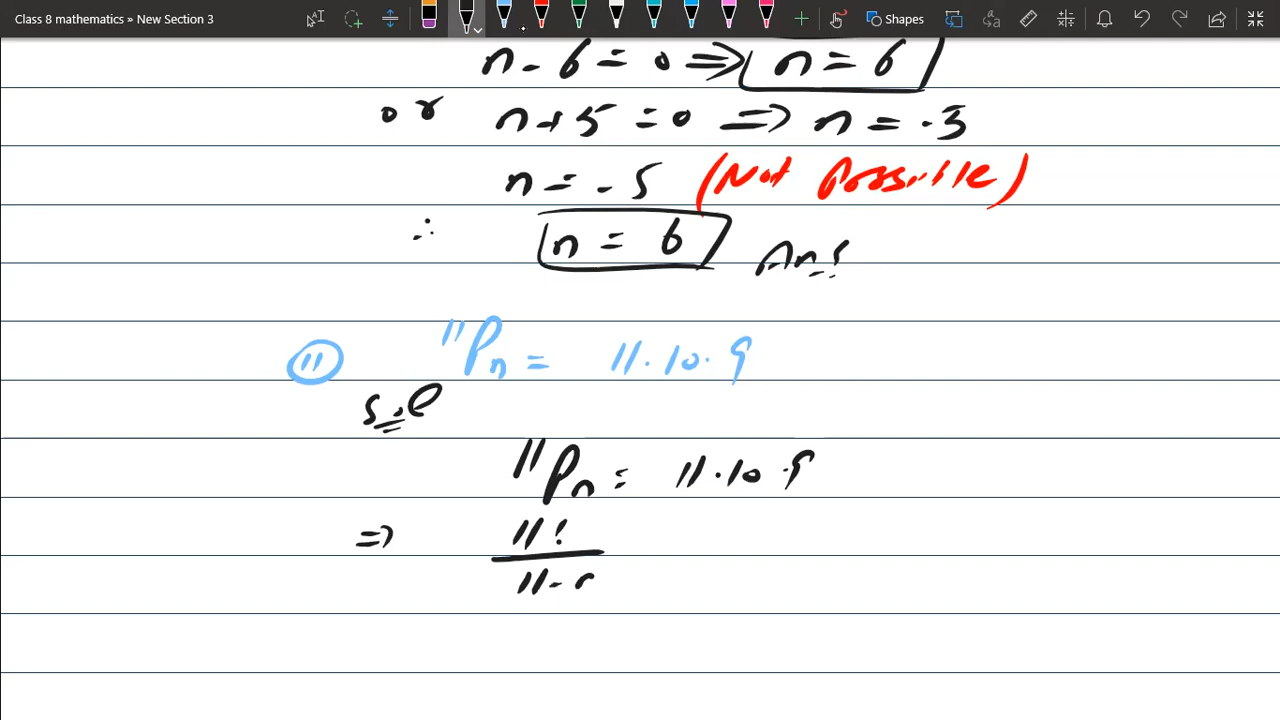 Class 8 mathematics » New Section 3
Shapes
n - 6 = 0 ⇒ n = 6
or n + 5 = 0 ⇒ n = -5
n = - 5 (Not Possible)
∴ n = 6 Ans
(11) ¹¹Pn = 11 · 10 · 9
Sol
¹¹Pn = 11 · 10 · 9
⇒ 11!
11 -